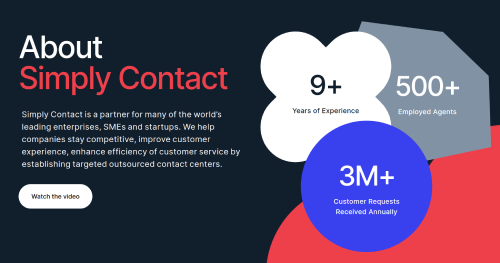 About
Simply Contact
Simply Contact is a partner for many of the world's
leading enterprises, SMEs and startups. We help
companies stay competitive, improve customer
experience, enhance efficiency of customer service by
establishing targeted outsourced contact centers.
Watch the video
9+
Years of Experience
500+
Employed Agents
3M+
Customer Requests
Received Annually